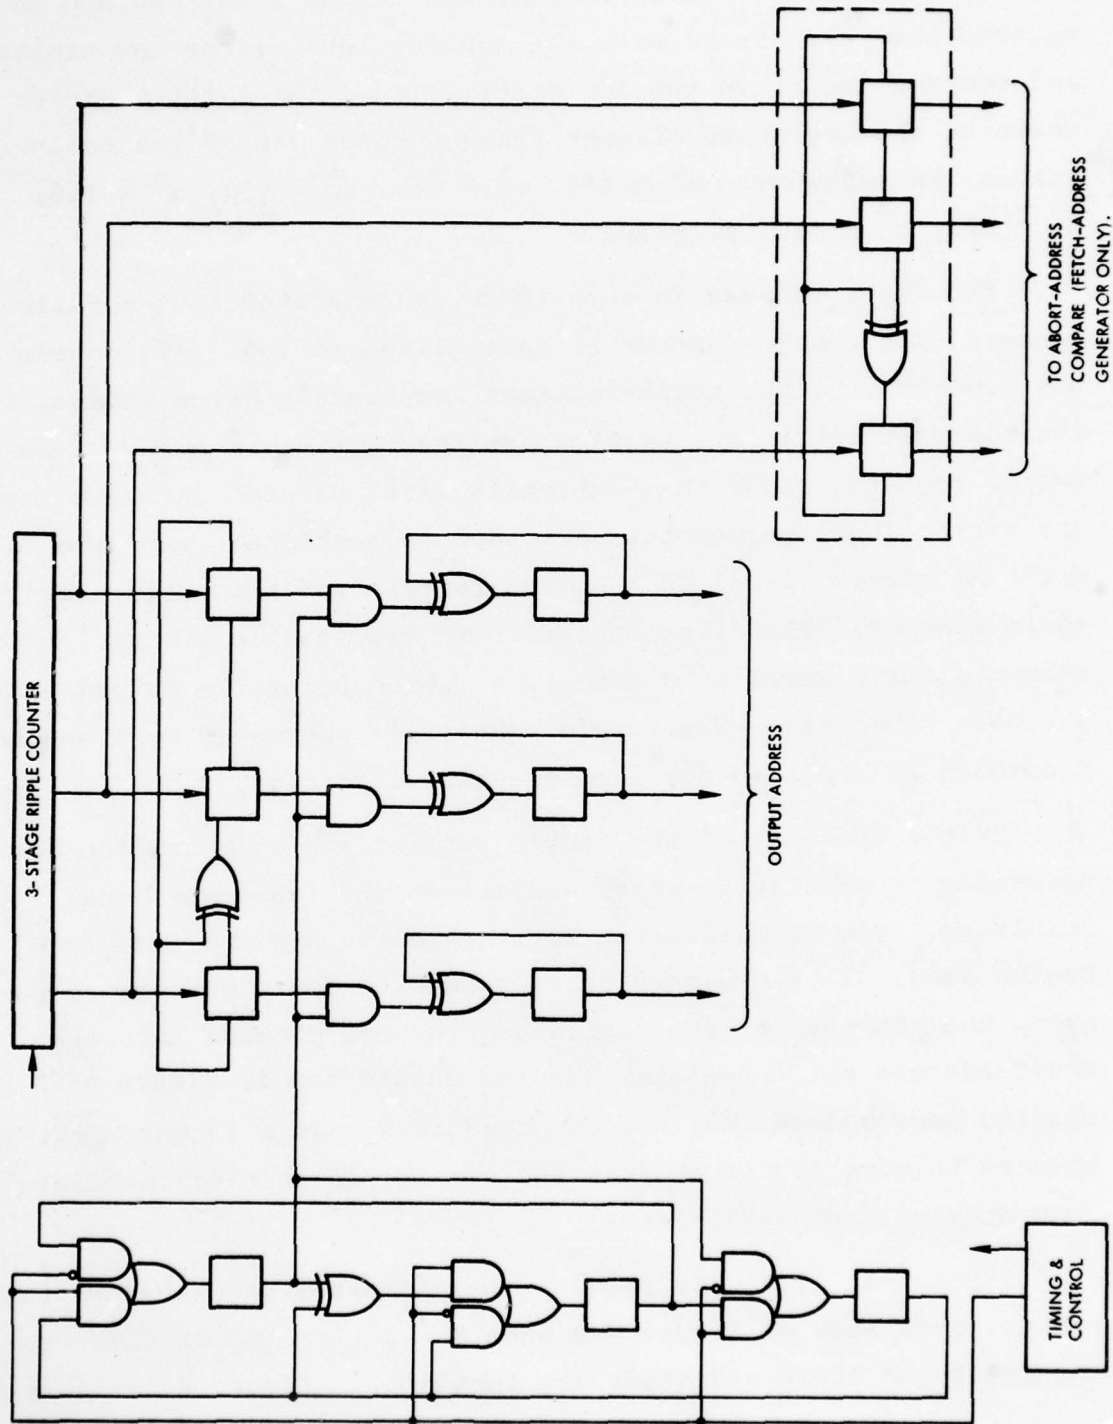 3- STAGE RIPPLE COUNTER
OUTPUT ADDRESS
TO ABORT-ADDRESS
COMPARE (FETCH-ADDRESS
GENERATOR ONLY).
TIMING &
CONTROL